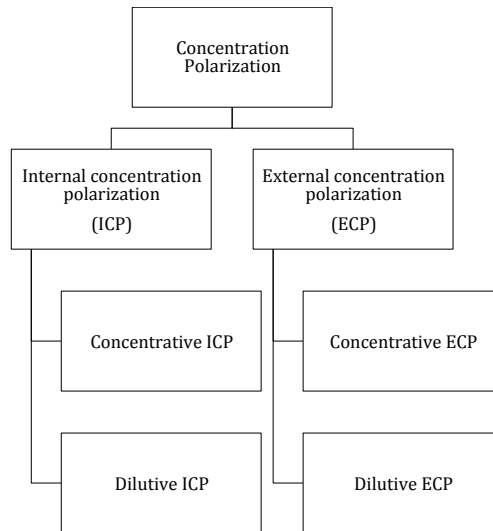 Concentration
Polarization
Internal concentration
polarization
(ICP)
External concentration
polarization
(ECP)
Concentrative ICP
Concentrative ECP
Dilutive ICP
Dilutive ECP